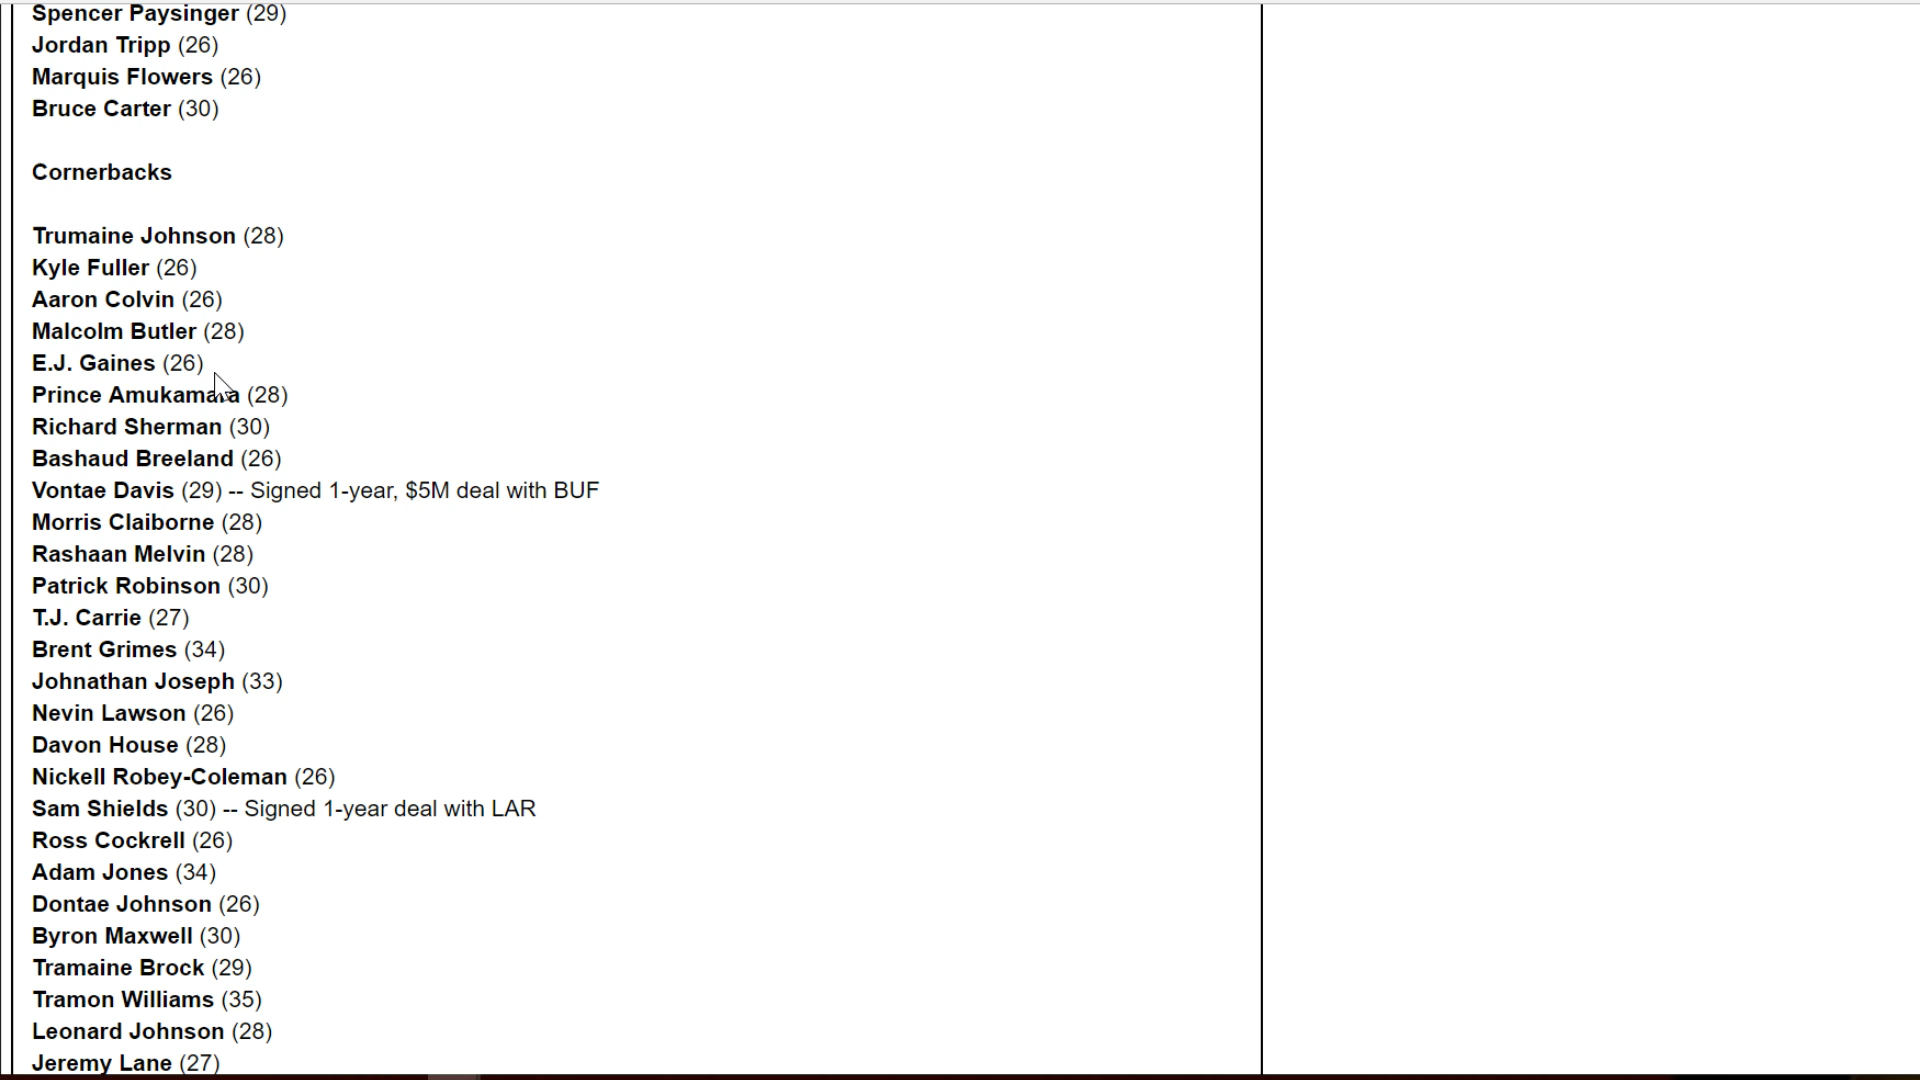 Spencer Paysinger (29)
Jordan Tripp (26)
Marquis Flowers (26)
Bruce Carter (30)
Cornerbacks
Trumaine Johnson (28)
Kyle Fuller (26)
Aaron Colvin (26)
Malcolm Butler (28)
E.J. Gaines (26)
Prince Amukamara (28)
Richard Sherman (30)
Bashaud Breeland (26)
Vontae Davis (29) -- Signed 1-year, $5M deal with BUF
Morris Claiborne (28)
Rashaan Melvin (28)
Patrick Robinson (30)
T.J. Carrie (27)
Brent Grimes (34)
Johnathan Joseph (33)
Nevin Lawson (26)
Davon House (28)
Nickell Robey-Coleman (26)
Sam Shields (30) -- Signed 1-year deal with LAR
Ross Cockrell (26)
Adam Jones (34)
Dontae Johnson (26)
Byron Maxwell (30)
Tramaine Brock (29)
Tramon Williams (35)
Leonard Johnson (28)
Jeremy Lane (27)